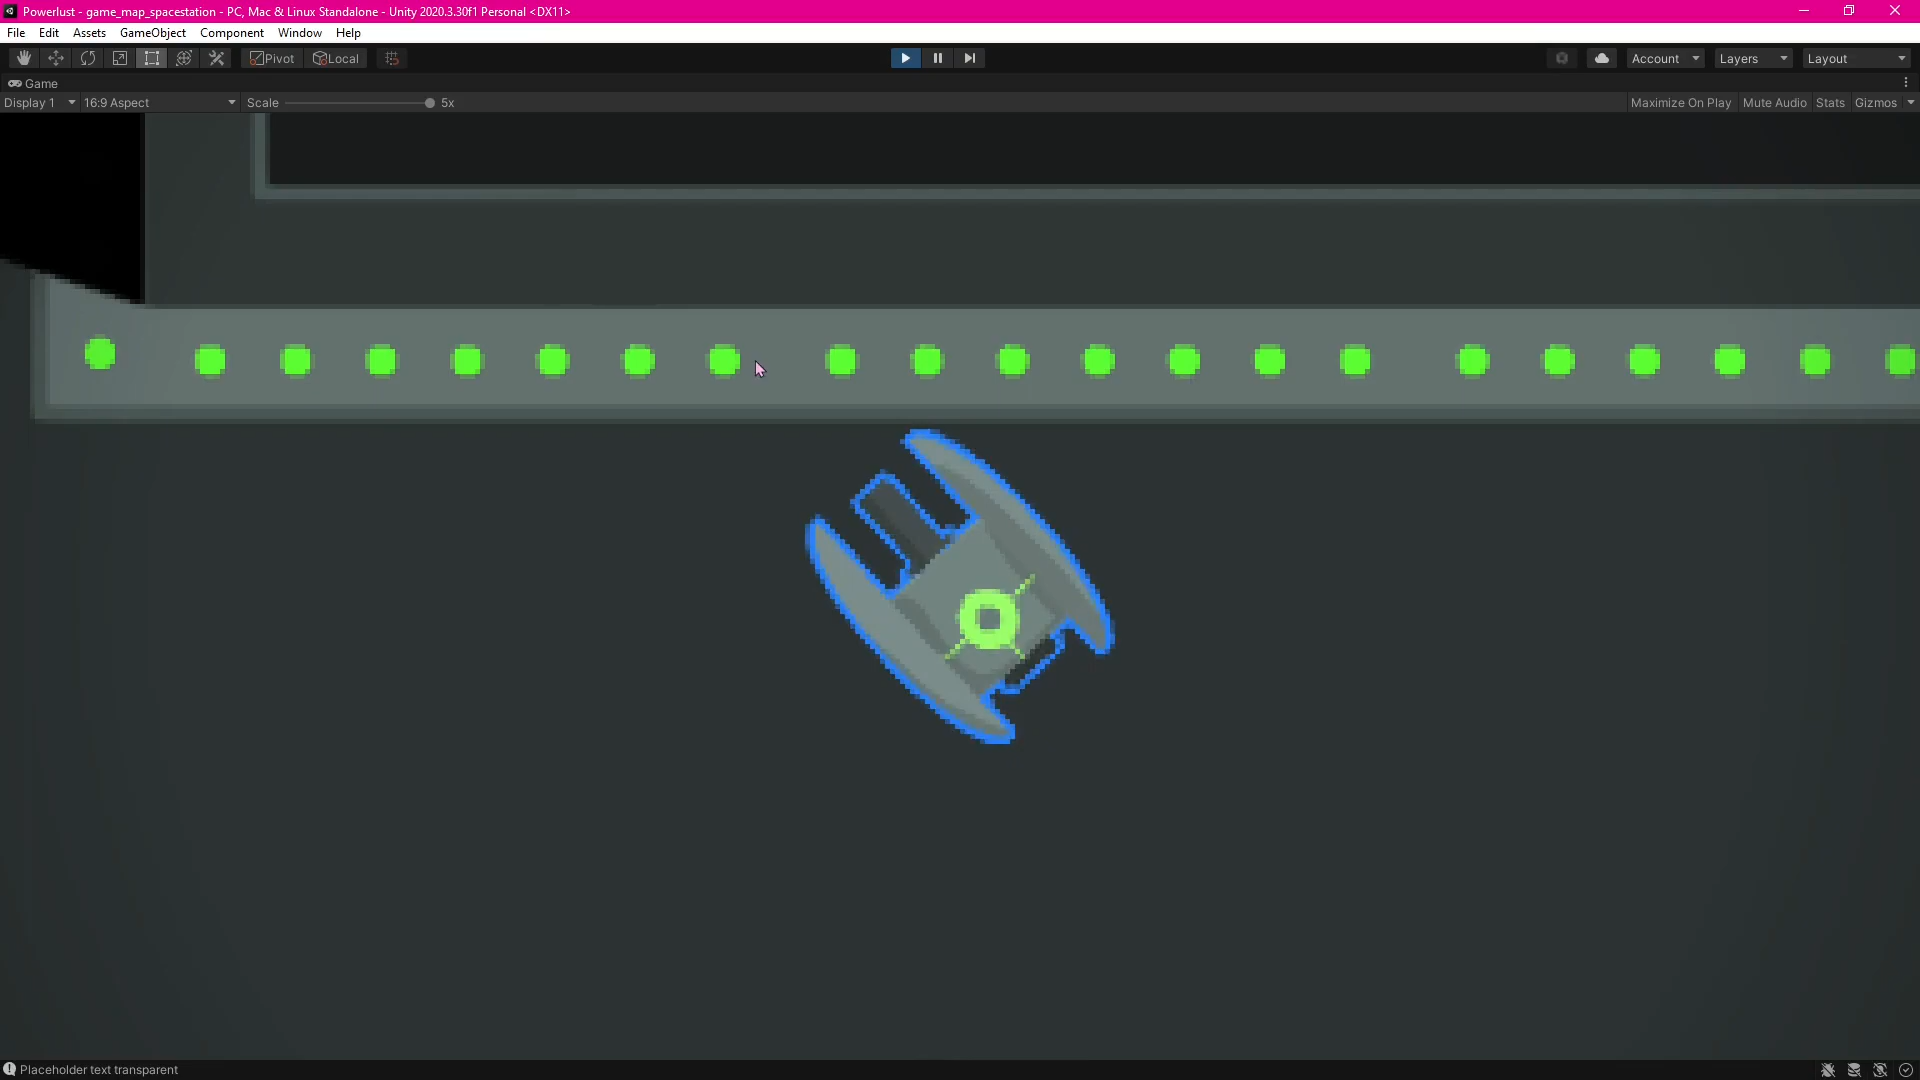 Powerlust - game_map_spacestation - PC, Mac & Linux Standalone - Unity 2020.3.30f1 Personal <DX11>
File Edit Assets GameObject Component Window Help
Pivot Local Account Layers Layout
Game
Display 1 16:9 Aspect Scale 5x Maximize On Play Mute Audio Stats Gizmos
Placeholder text transparent